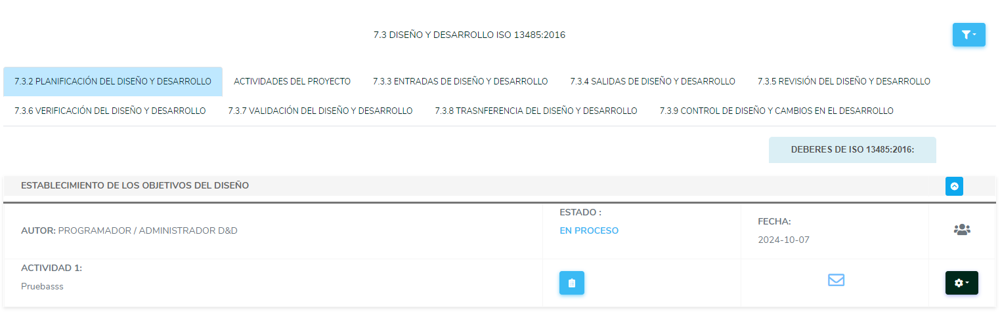 7.3 DISEÑO Y DESARROLLO ISO 13485:2016
7.3.2 PLANIFICACIÓN DEL DISEÑO Y DESARROLLO
ACTIVIDADES DEL PROYECTO
7.3.3 ENTRADAS DE DISEÑO Y DESARROLLO
7.3.4 SALIDAS DE DISEÑO Y DESARROLLO
7.3.5 REVISIÓN DEL DISEÑO Y DESARROLLO
7.3.6 VERIFICACIÓN DEL DISEÑO Y DESARROLLO
7.3.7 VALIDACIÓN DEL DISEÑO Y DESARROLLO
7.3.8 TRASNFERENCIA DEL DISEÑO Y DESARROLLO
7.3.9 CONTROL DE DISEÑO Y CAMBIOS EN EL DESARROLLO
DEBERES DE ISO 13485:2016:
ESTABLECIMIENTO DE LOS OBJETIVOS DEL DISEÑO
AUTOR: PROGRAMADOR / ADMINISTRADOR D&D
ESTADO :
EN PROCESO
FECHA:
2024-10-07
ACTIVIDAD 1:
Pruebasss